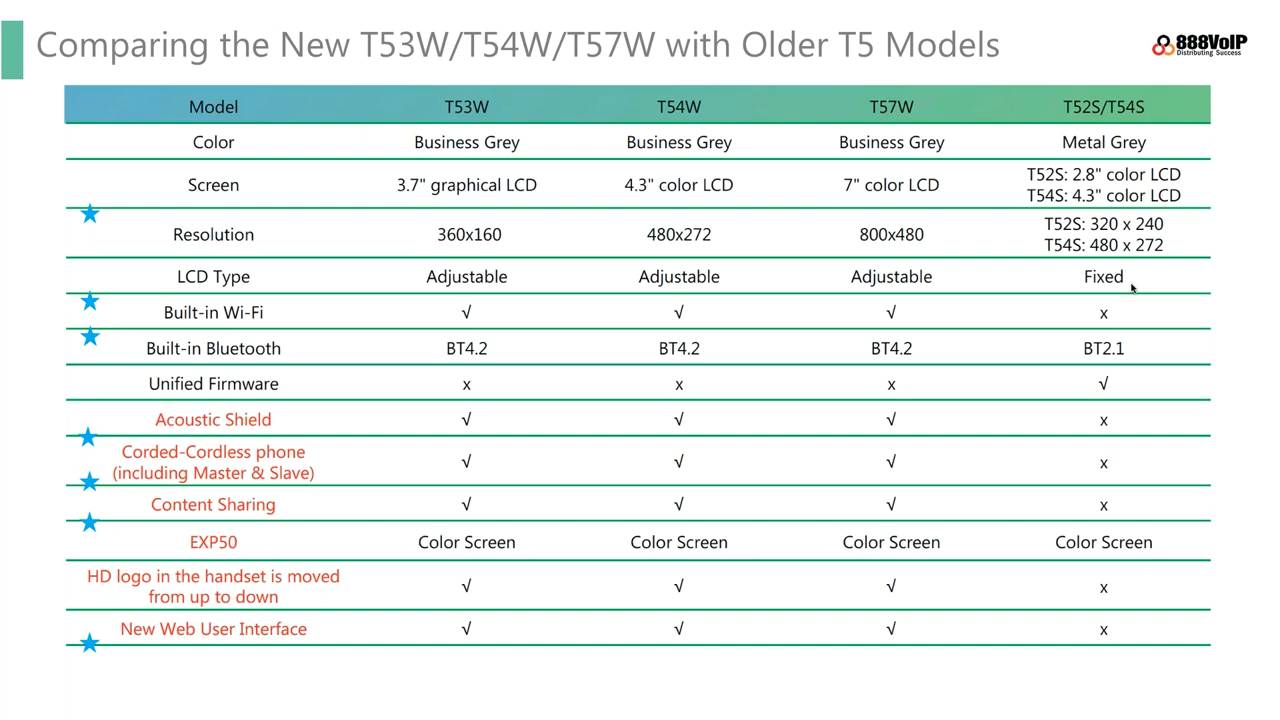 Comparing the New T53W/T54W/T57W with Older T5 Models
888VoIP
Distributing Success
Model T53W T54W T57W T52S/T54S
Color Business Grey Business Grey Business Grey Metal Grey
Screen 3.7" graphical LCD 4.3" color LCD 7" color LCD T52S: 2.8" color LCD
T54S: 4.3" color LCD
Resolution 360x160 480x272 800x480 T52S: 320 x 240
T54S: 480 x 272
LCD Type Adjustable Adjustable Adjustable Fixed
Built-in Wi-Fi √ √ √ x
Built-in Bluetooth BT4.2 BT4.2 BT4.2 BT2.1
Unified Firmware x x x √
Acoustic Shield √ √ √ x
Corded-Cordless phone
(including Master & Slave) √ √ √ x
Content Sharing √ √ √ x
EXP50 Color Screen Color Screen Color Screen Color Screen
HD logo in the handset is moved
from up to down √ √ √ x
New Web User Interface √ √ √ x